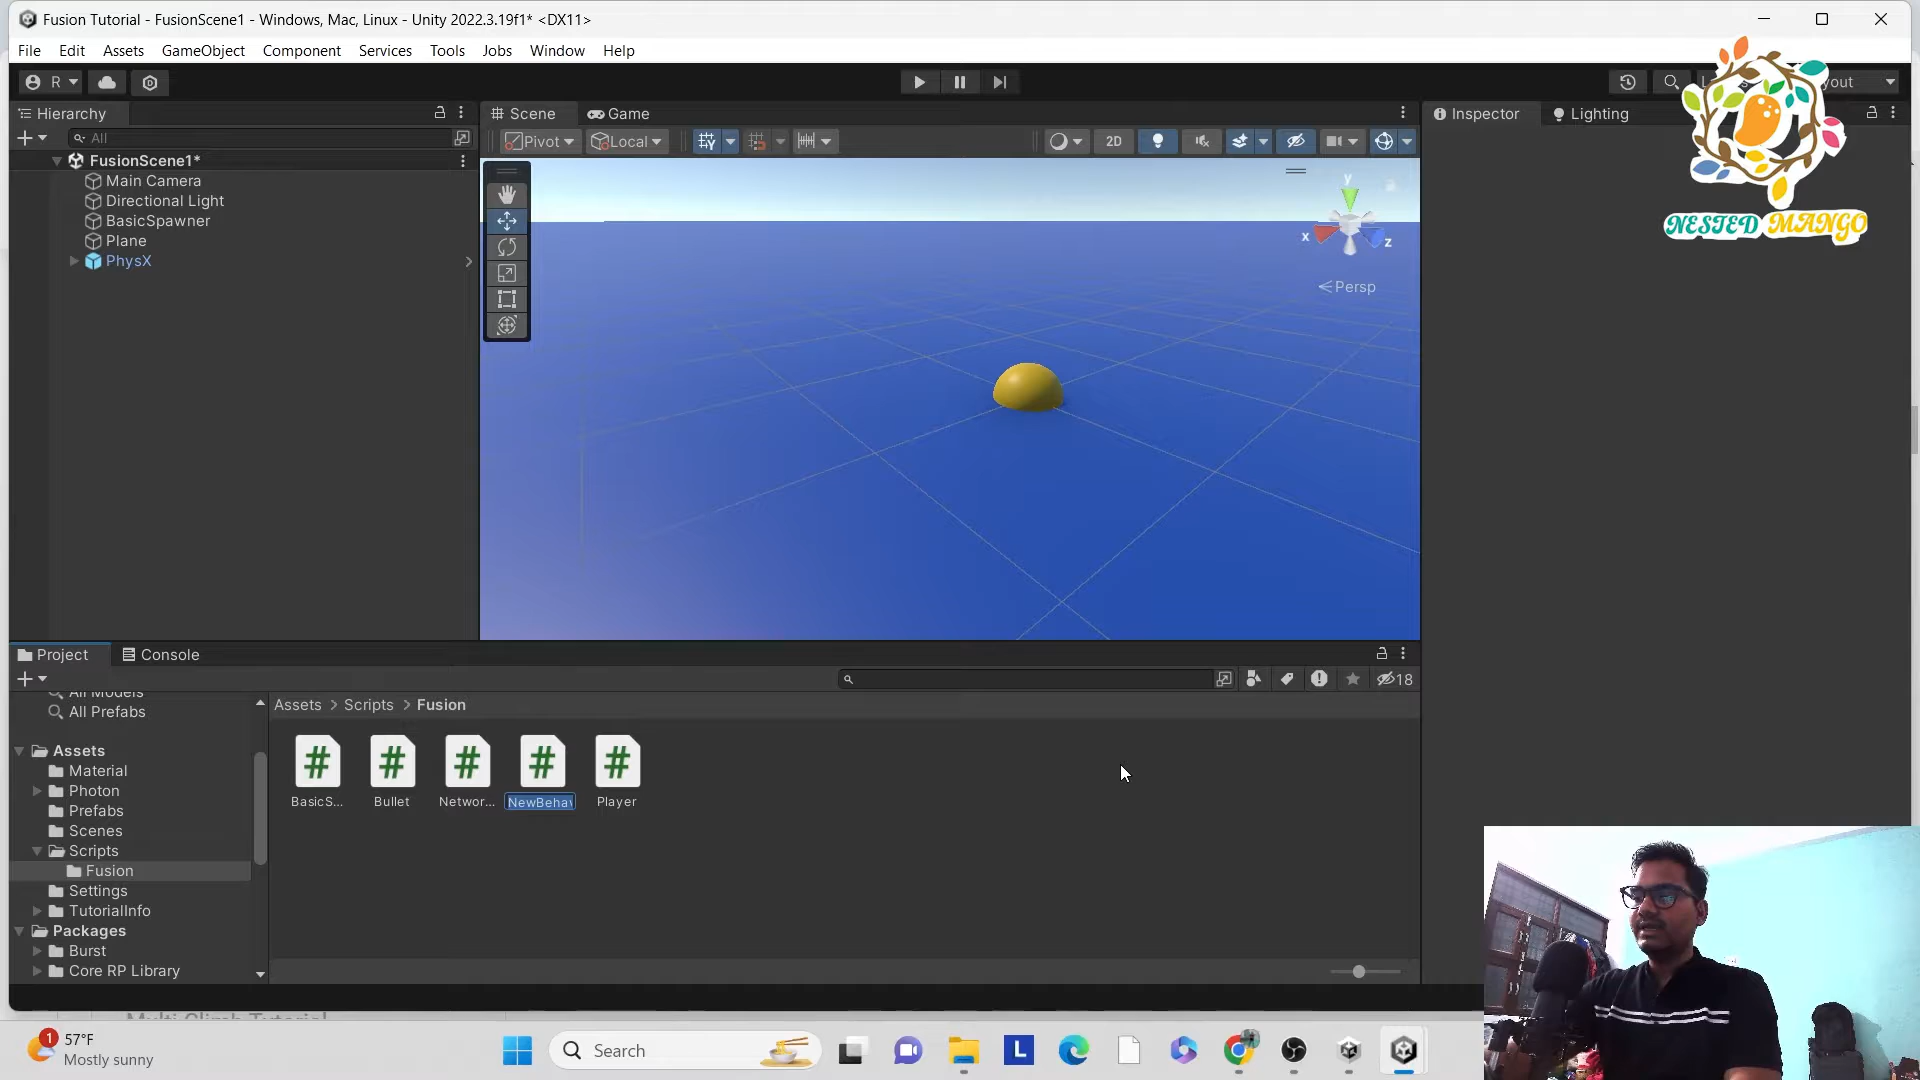 Fusion Tutorial - FusionScene1 - Windows, Mac, Linux - Unity 2022.3.19f1* <DX11>
File Edit Assets GameObject Component Services Tools Jobs Window Help
R
yout
NESTED MANGO
Hierarchy
Scene
Game
Inspector
Lighting
All
Pivot
Local
2D
FusionScene1*
Main Camera
Directional Light
BasicSpawner
Plane
PhysX
y
x
z
Persp
Project
Console
18
All Models
All Prefabs
Assets
Material
Photon
Prefabs
Scenes
Scripts
Fusion
Settings
TutorialInfo
Packages
Burst
Core RP Library
Assets > Scripts > Fusion
BasicS...
Bullet
Networ...
NewBehav
Player
Multi Climb Tutorial
1
57°F
Mostly sunny
Search
L